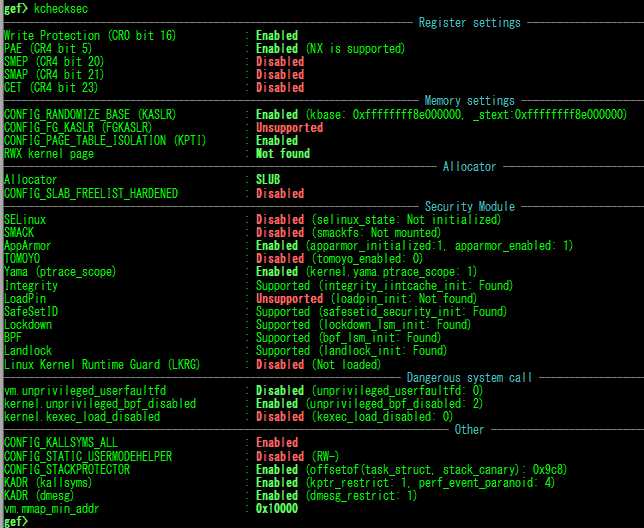 gef> kchecksec
Register settings
Write Protection (CR0 bit 16) : Enabled
PAE (CR4 bit 5) : Enabled (NX is supported)
SMEP (CR4 bit 20) : Disabled
SMAP (CR4 bit 21) : Disabled
CET (CR4 bit 23) : Disabled
Memory settings
CONFIG_RANDOMIZE_BASE (KASLR) : Enabled (kbase: 0xffffffff8e000000, _stext:0xffffffff8e000000)
CONFIG_FG_KASLR (FGKASLR) : Unsupported
CONFIG_PAGE_TABLE_ISOLATION (KPTI) : Enabled
RWX kernel page : Not found
Allocator
Allocator : SLUB
CONFIG_SLAB_FREELIST_HARDENED : Disabled
Security Module
SELinux : Disabled (selinux_state: Not initialized)
SMACK : Disabled (smackfs: Not mounted)
AppArmor : Enabled (apparmor_initialized:1, apparmor_enabled: 1)
TOMOYO : Disabled (tomoyo_enabled: 0)
Yama (ptrace_scope) : Enabled (kernel.yama.ptrace_scope: 1)
Integrity : Supported (integrity_iintcache_init: Found)
LoadPin : Unsupported (loadpin_init: Not found)
SafeSetID : Supported (safesetid_security_init: Found)
Lockdown : Supported (lockdown_lsm_init: Found)
BPF : Supported (bpf_lsm_init: Found)
Landlock : Supported (landlock_init: Found)
Linux Kernel Runtime Guard (LKRG) : Disabled (Not loaded)
Dangerous system call
vm.unprivileged_userfaultfd : Disabled (unprivileged_userfaultfd: 0)
kernel.unprivileged_bpf_disabled : Enabled (unprivileged_bpf_disabled: 2)
kernel.kexec_load_disabled : Disabled (kexec_load_disabled: 0)
Other
CONFIG_KALLSYMS_ALL : Enabled
CONFIG_STATIC_USERMODEHELPER : Disabled (RW-)
CONFIG_STACKPROTECTOR : Enabled (offsetof(task_struct, stack_canary): 0x9c8)
KADR (kallsyms) : Enabled (kptr_restrict: 1, perf_event_paranoid: 4)
KADR (dmesg) : Enabled (dmesg_restrict: 1)
vm.mmap_min_addr : 0x10000
gef>